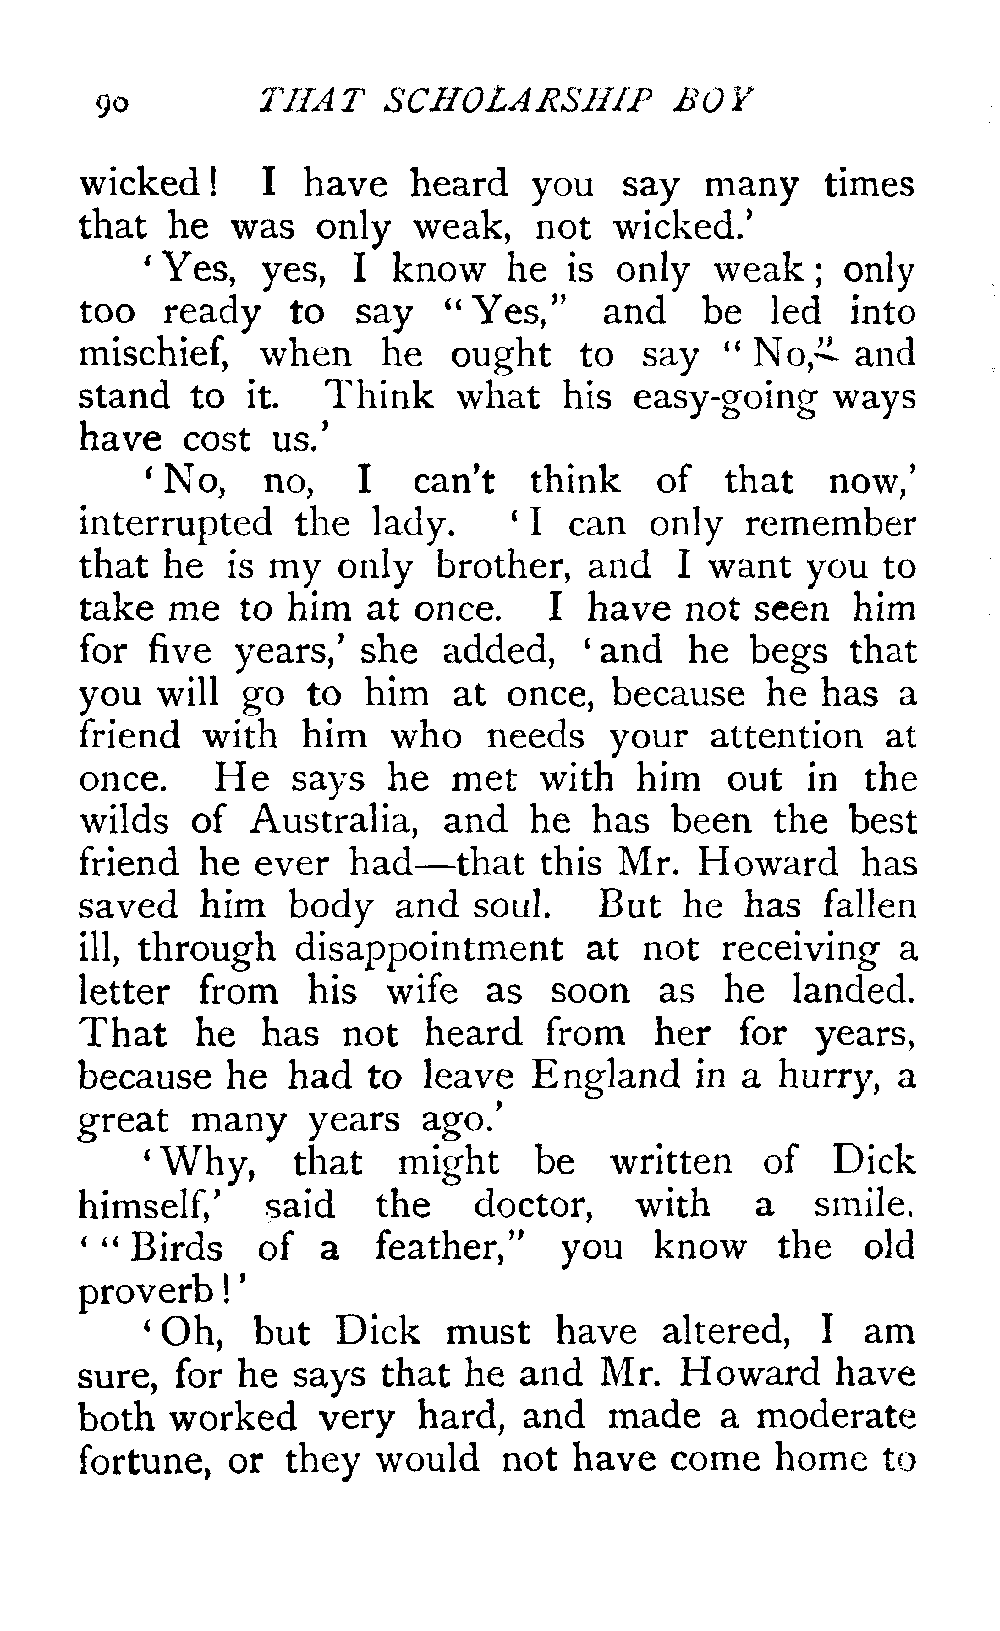 90 THAT SCHOLARSHIP BOY
wicked! I have heard you say many times
that he was only weak, not wicked.'
'Yes, yes, I know he is only weak; only
too ready to say "Yes," and be led into
mischief, when he ought to say "No," and
stand to it. Think what his easy-going ways
have cost us.'
'No, no, I can't think of that now,'
interrupted the lady. 'I can only remember
that he is my only brother, and I want you to
take me to him at once. I have not seen him
for five years,' she added, 'and he begs that
you will go to him at once, because he has a
friend with him who needs your attention at
once. He says he met with him out in the
wilds of Australia, and he has been the best
friend he ever had—that this Mr. Howard has
saved him body and soul. But he has fallen
ill, through disappointment at not receiving a
letter from his wife as soon as he landed.
That he has not heard from her for years,
because he had to leave England in a hurry, a
great many years ago.'
'Why, that might be written of Dick
himself,' said the doctor, with a smile.
'"Birds of a feather," you know the old
proverb!'
'Oh, but Dick must have altered, I am
sure, for he says that he and Mr. Howard have
both worked very hard, and made a moderate
fortune, or they would not have come home to